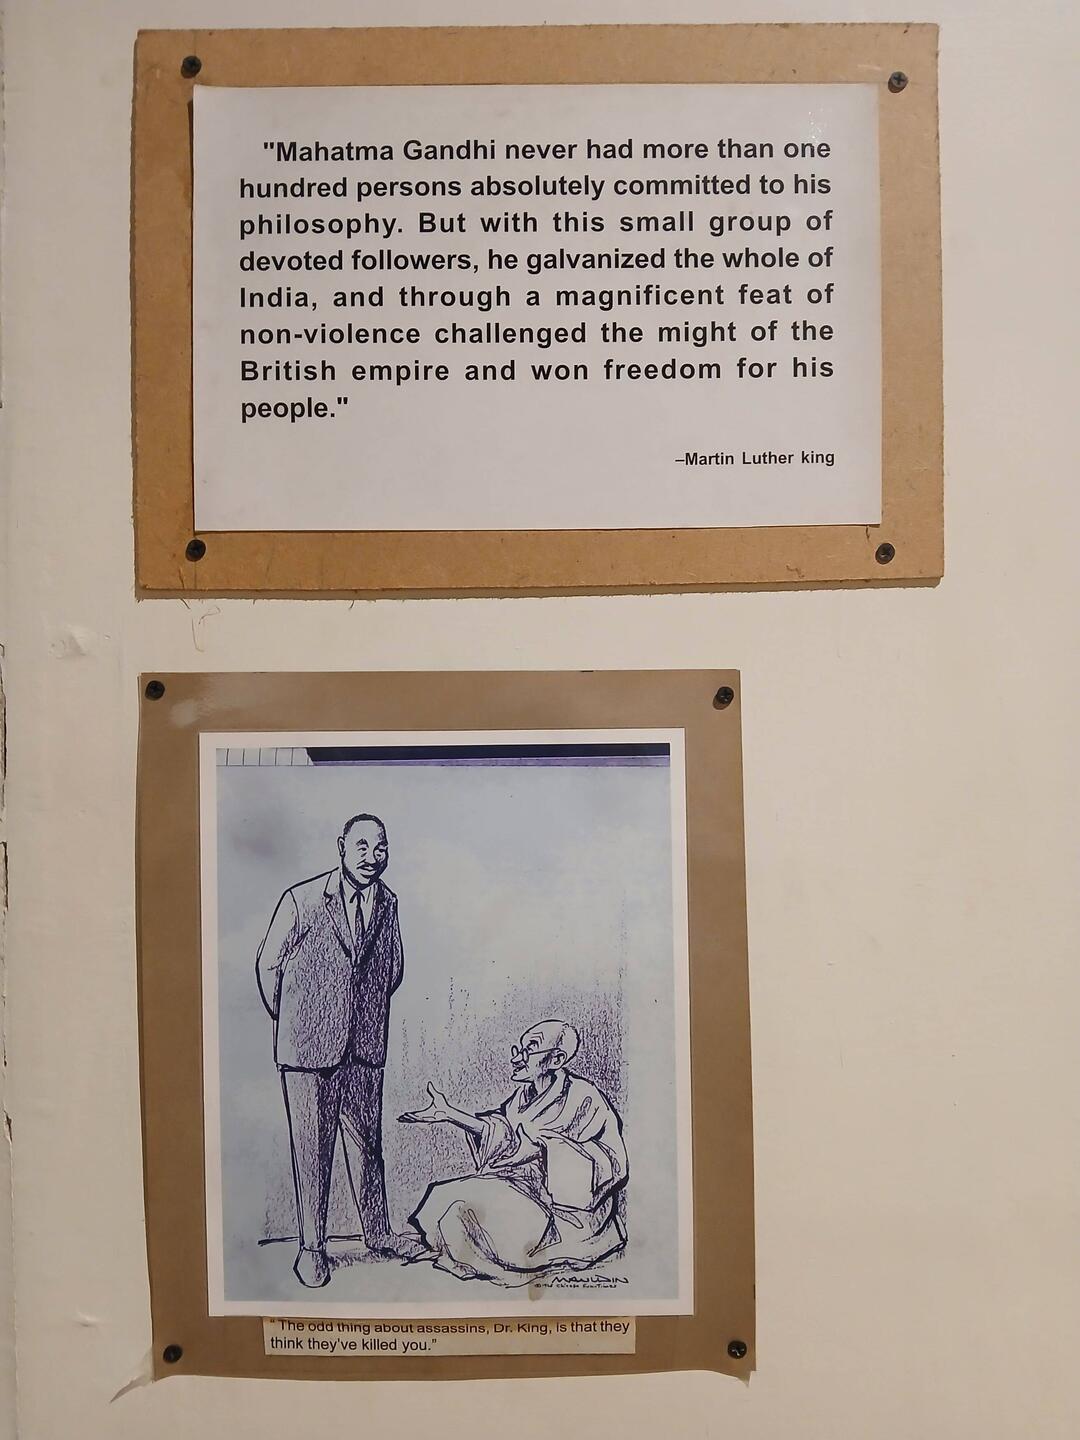 "Mahatma Gandhi never had more than one
hundred persons absolutely committed to his
philosophy. But with this small group of
devoted followers, he galvanized the whole of
India, and through a magnificent feat of
non-violence challenged the might of the
British empire and won freedom for his
people."
–Martin Luther king
MAULDIN
"The odd thing about assassins, Dr. King, is that they
think they've killed you."